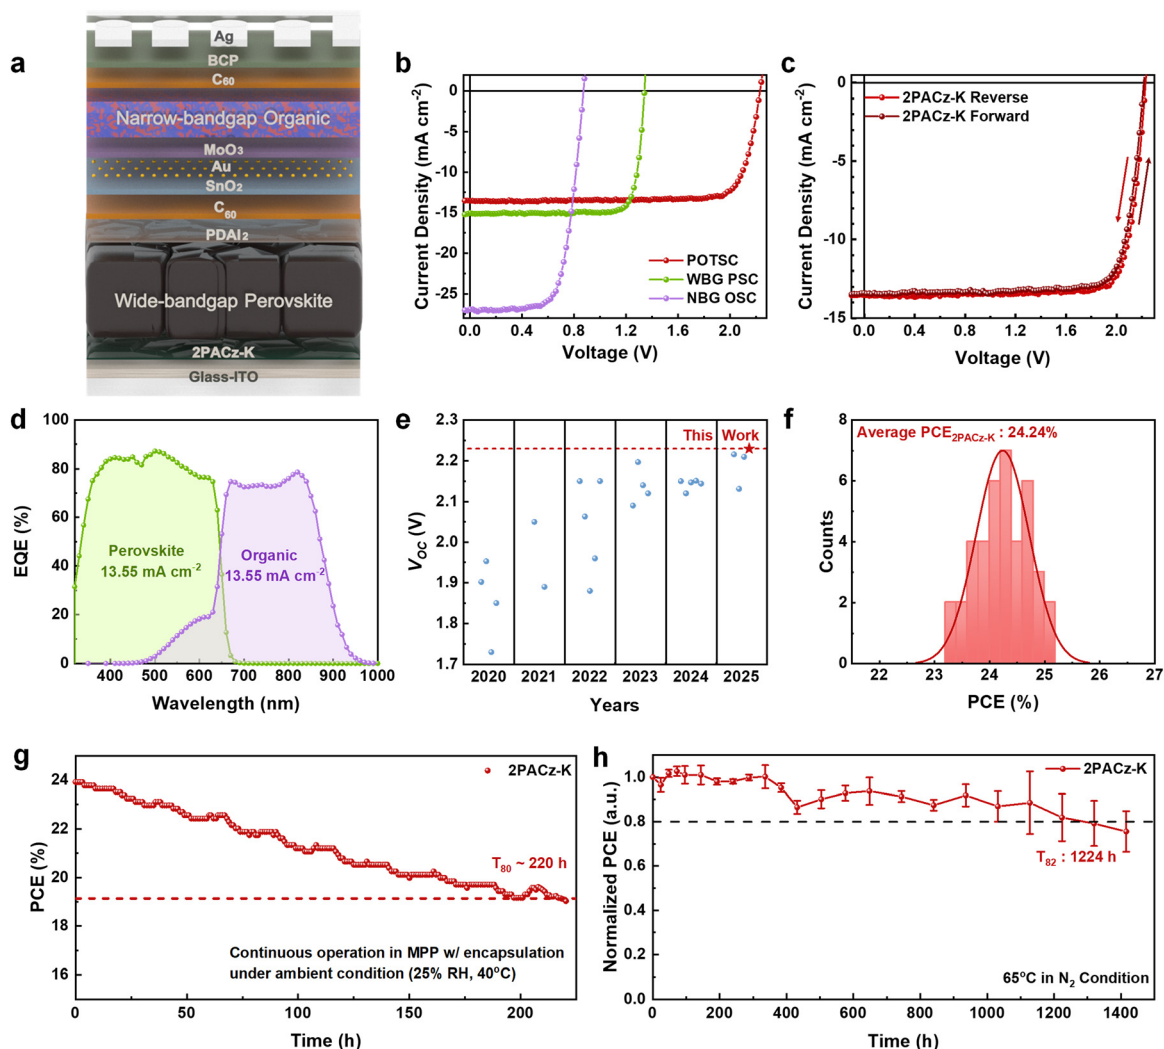 a
Ag
BCP
C₆₀
Narrow-bandgap Organic
MoO₃
Au
SnO₂
C₆₀
PDAI₂
Wide-bandgap Perovskite
2PACz-K
Glass-ITO
b
Current Density (mA cm⁻²)
0
-5
-10
-15
-20
-25
POTSC
WBG PSC
NBG OSC
0.0 0.4 0.8 1.2 1.6 2.0
Voltage (V)
c
Current Density (mA cm⁻²)
0
-5
-10
-15
2PACz-K Reverse
2PACz-K Forward
0.0 0.4 0.8 1.2 1.6 2.0
Voltage (V)
d
EQE (%)
100
80
60
40
20
0
Perovskite
13.55 mA cm⁻²
Organic
13.55 mA cm⁻²
400 500 600 700 800 900 1000
Wavelength (nm)
e
V_OC (V)
2.3
2.2
2.1
2.0
1.9
1.8
1.7
This Work
2020 2021 2022 2023 2024 2025
Years
f
Counts
8
6
4
2
0
Average PCE₂PACz-K : 24.24%
22 23 24 25 26 27
PCE (%)
g
PCE (%)
24
22
20
18
16
2PACz-K
T₈₀ ~ 220 h
Continuous operation in MPP w/ encapsulation
under ambient condition (25% RH, 40°C)
0 50 100 150 200
Time (h)
h
Normalized PCE (a.u.)
1.0
0.8
0.6
0.4
0.2
0.0
2PACz-K
T₈₂ : 1224 h
65°C in N₂ Condition
0 200 400 600 800 1000 1200 1400
Time (h)